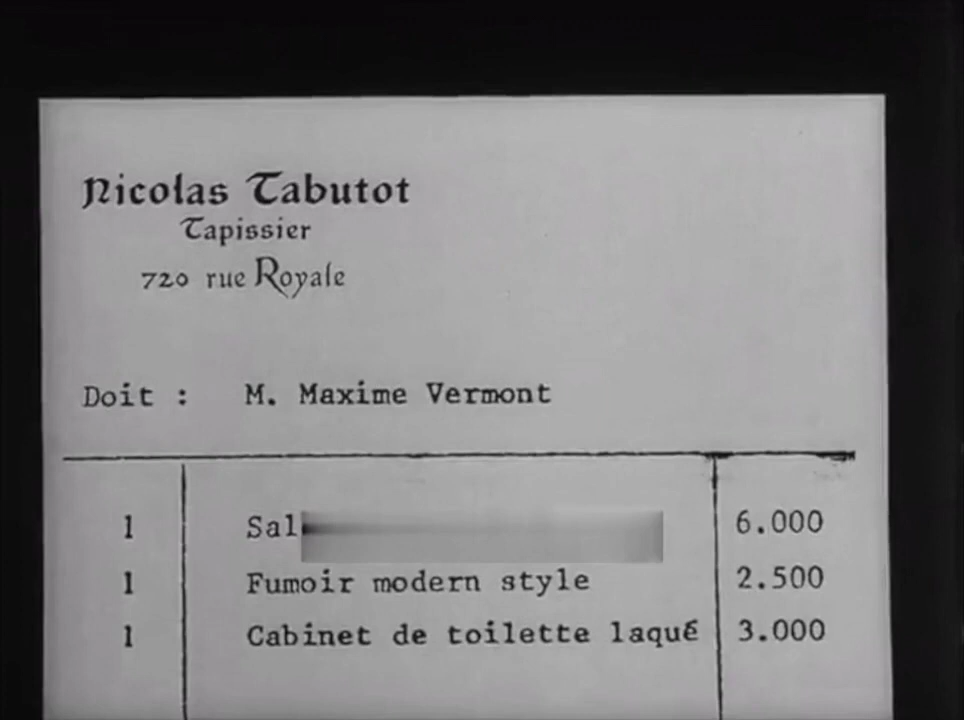 Nicolas Tabutot
Tapissier
720 rue Royale
Doit : M. Maxime Vermont
1 6.000
1 Fumoir modern style 2.500
1 Cabinet de toilette laqué 3.000